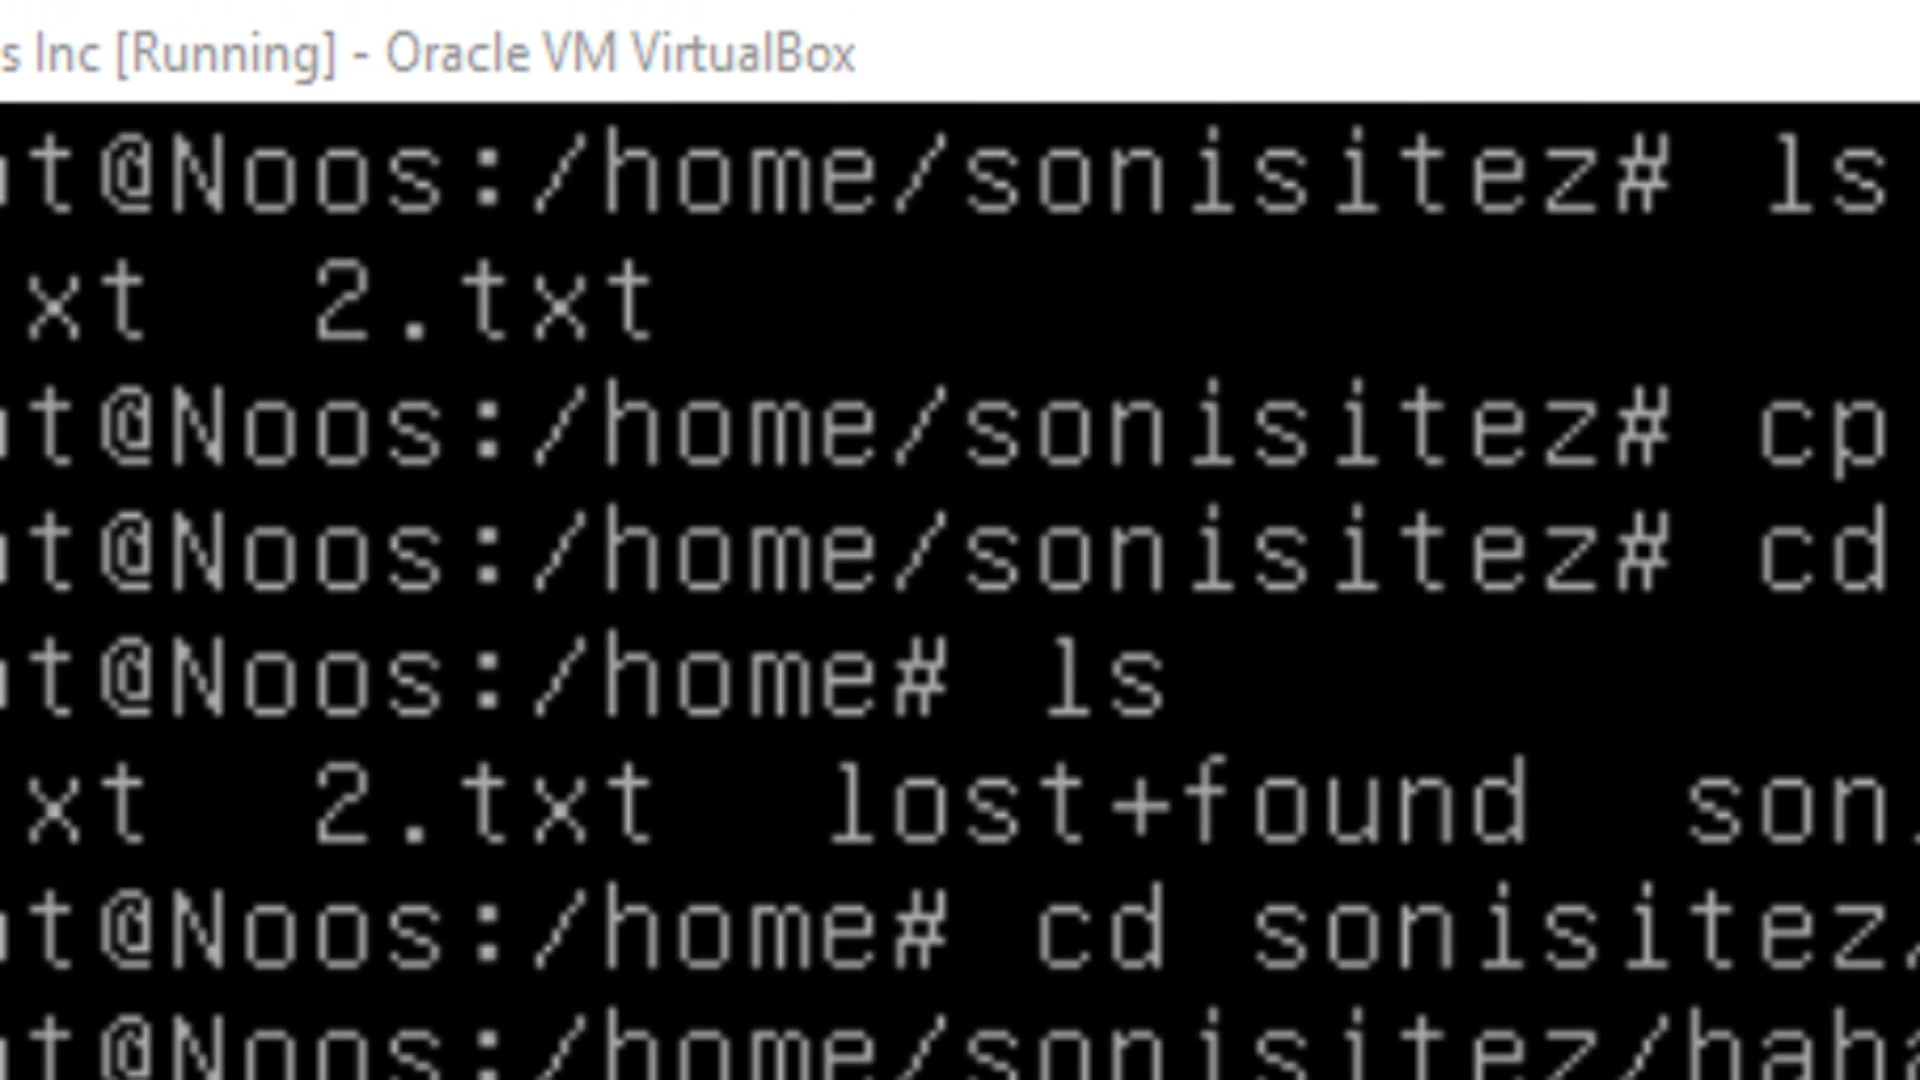 s Inc [Running] - Oracle VM VirtualBox
t@Noos:/home/sonisitez# ls
xt 2.txt
t@Noos:/home/sonisitez# cp
t@Noos:/home/sonisitez# cd
t@Noos:/home# ls
xt 2.txt lost+found son
t@Noos:/home# cd sonisitez
t@Noos:/home/sonisitez/hah